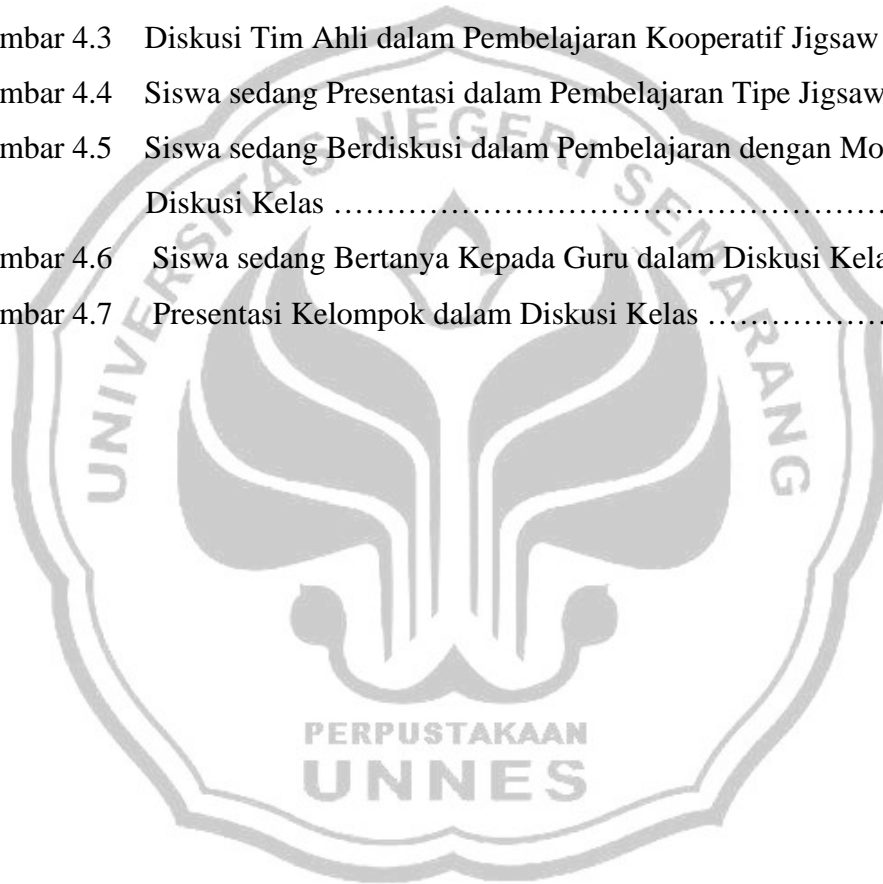 mbar 4.3 Diskusi Tim Ahli dalam Pembelajaran Kooperatif Jigsaw
mbar 4.4 Siswa sedang Presentasi dalam Pembelajaran Tipe Jigsaw
mbar 4.5 Siswa sedang Berdiskusi dalam Pembelajaran dengan Mo
Diskusi Kelas ……………………………………………………
mbar 4.6 Siswa sedang Bertanya Kepada Guru dalam Diskusi Kela
mbar 4.7 Presentasi Kelompok dalam Diskusi Kelas ………………
UNIVERSITAS NEGERI SEMARANG
PERPUSTAKAAN
UNNES